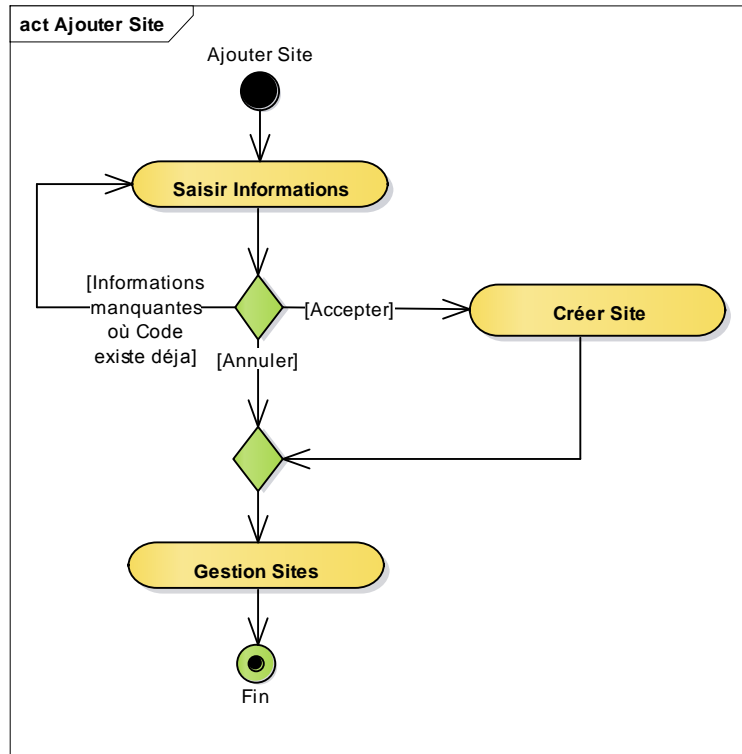 act Ajouter Site
Ajouter Site
Saisir Informations
[Informations
manquantes
où Code
existe déja]
[Accepter]
Créer Site
[Annuler]
Gestion Sites
Fin